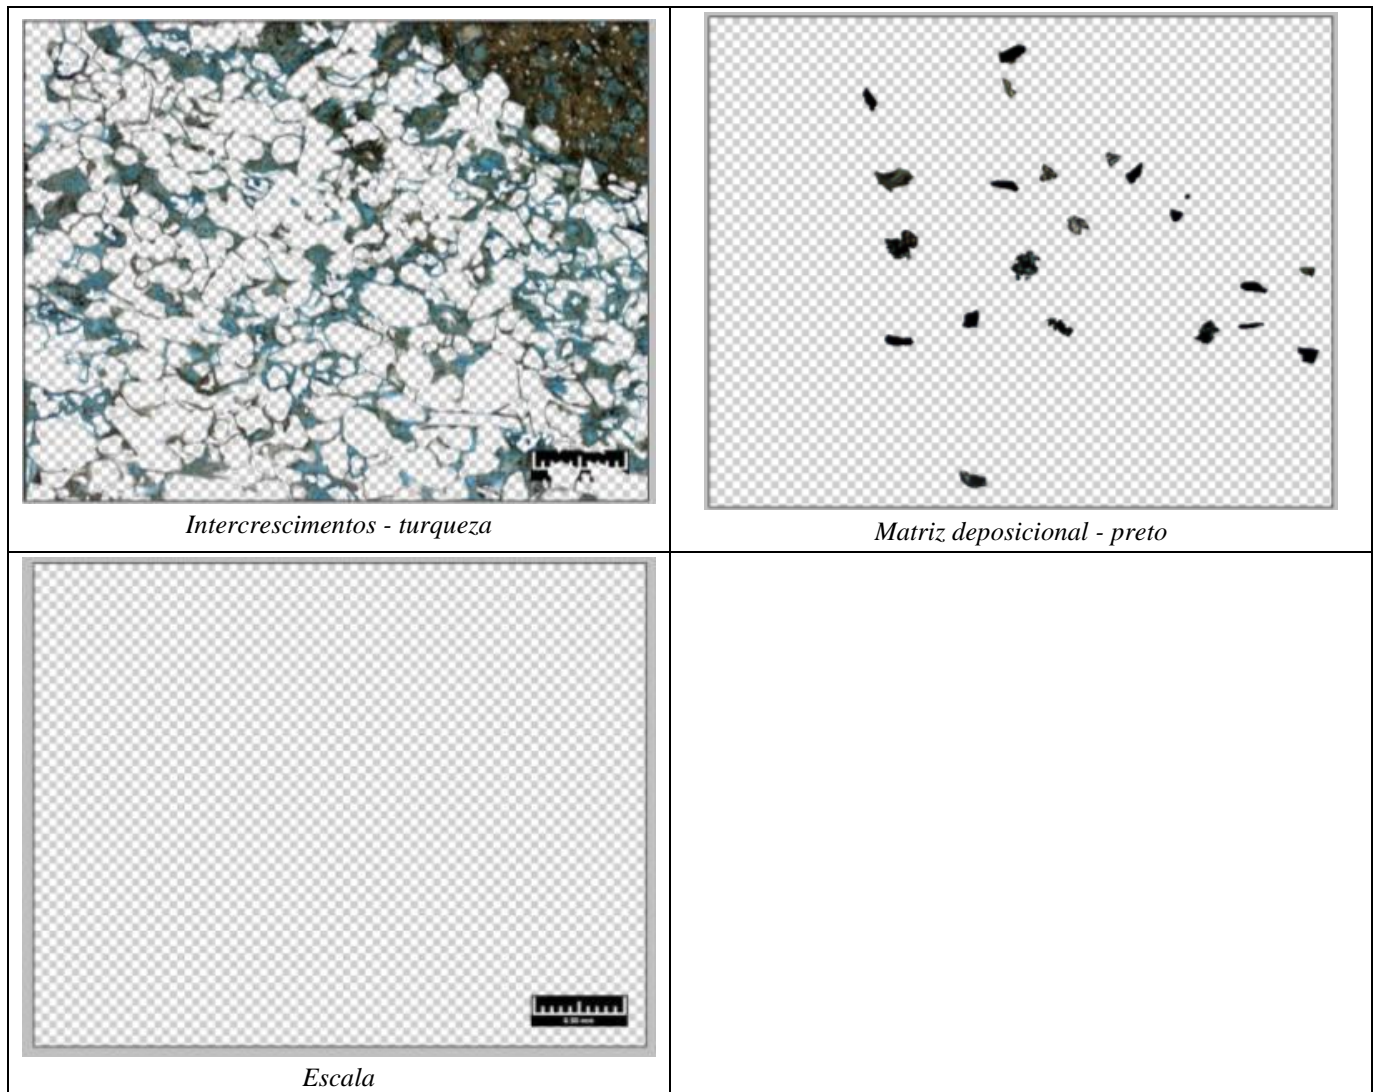 Intercrescimentos - turqueza
Matriz deposicional - preto
Escala